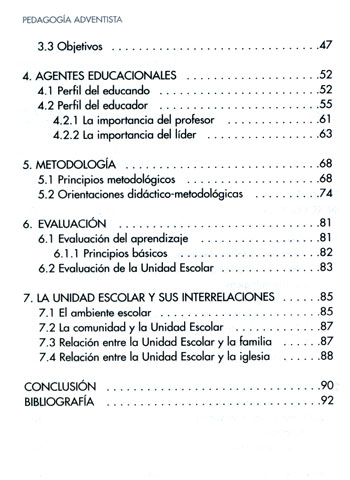 PEDAGOGÍA ADVENTISTA
3.3 Objetivos . . . . . . . . . . . . . . . . . . . . . . . . .47
4. AGENTES EDUCACIONALES . . . . . . . . . . . . . . .52
4.1 Perfil del educando . . . . . . . . . . . . . . . . . .52
4.2 Perfil del educador . . . . . . . . . . . . . . . . . .55
4.2.1 La importancia del profesor . . . . . . . . .61
4.2.2 La importancia del líder . . . . . . . . . . . .63
5. METODOLOGÍA . . . . . . . . . . . . . . . . . . . . . .68
5.1 Principios metodológicos . . . . . . . . . . . . . .68
5.2 Orientaciones didáctico-metodológicas . . . . . .74
6. EVALUACIÓN . . . . . . . . . . . . . . . . . . . . . . .81
6.1 Evaluación del aprendizaje . . . . . . . . . . . .81
6.1.1 Principios básicos . . . . . . . . . . . . . . . .82
6.2 Evaluación de la Unidad Escolar . . . . . . . . . .83
7. LA UNIDAD ESCOLAR Y SUS INTERRELACIONES . . . . . .85
7.1 El ambiente escolar . . . . . . . . . . . . . . . . . .85
7.2 La comunidad y la Unidad Escolar . . . . . . . . .87
7.3 Relación entre la Unidad Escolar y la familia . . . .87
7.4 Relación entre la Unidad Escolar y la iglesia . . . . .88
CONCLUSIÓN . . . . . . . . . . . . . . . . . . . . . . . .90
BIBLIOGRAFÍA . . . . . . . . . . . . . . . . . . . . . . . .92